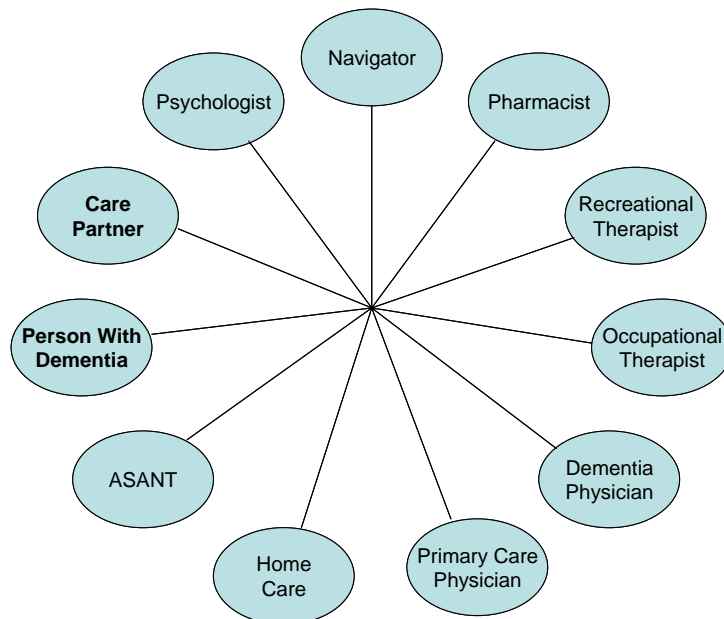 Navigator
Psychologist
Pharmacist
Care
Partner
Recreational
Therapist
Person With
Dementia
Occupational
Therapist
ASANT
Dementia
Physician
Home
Care
Primary Care
Physician